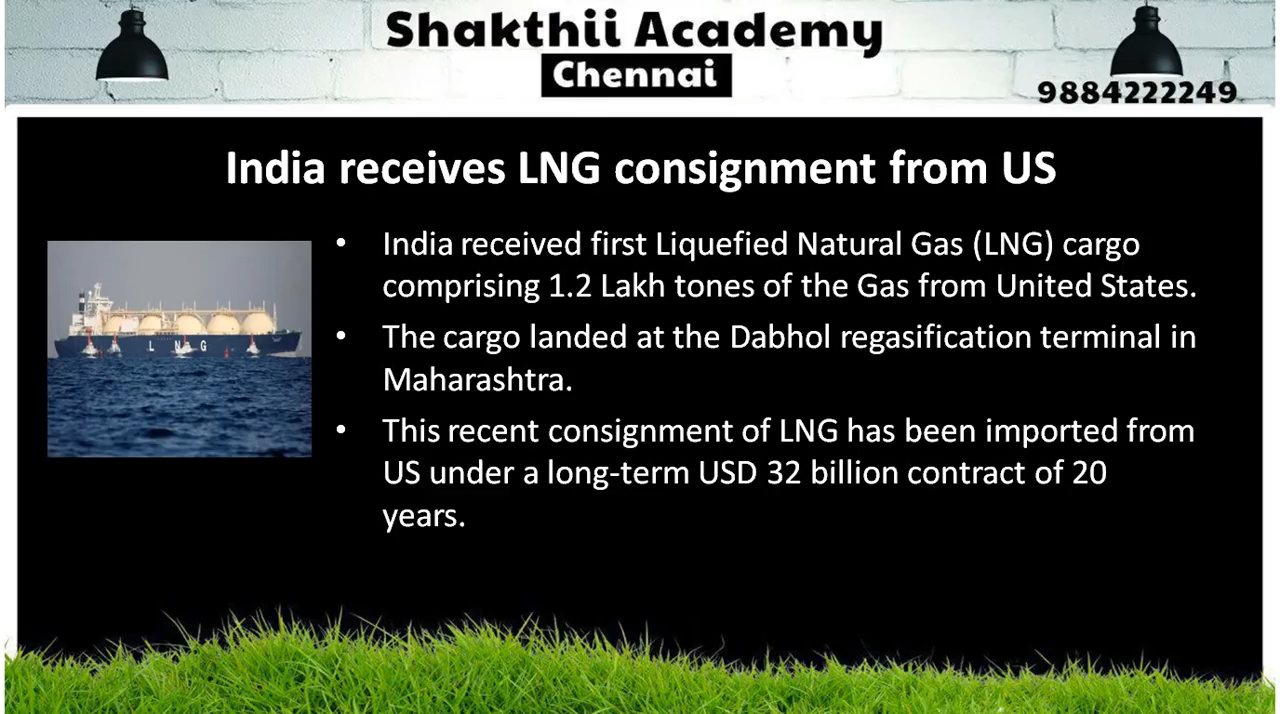 Shakthii Academy
Chennai
9884222249
India receives LNG consignment from US
• India received first Liquefied Natural Gas (LNG) cargo
comprising 1.2 Lakh tones of the Gas from United States.
• The cargo landed at the Dabhol regasification terminal in
Maharashtra.
• This recent consignment of LNG has been imported from
US under a long-term USD 32 billion contract of 20
years.
L N G